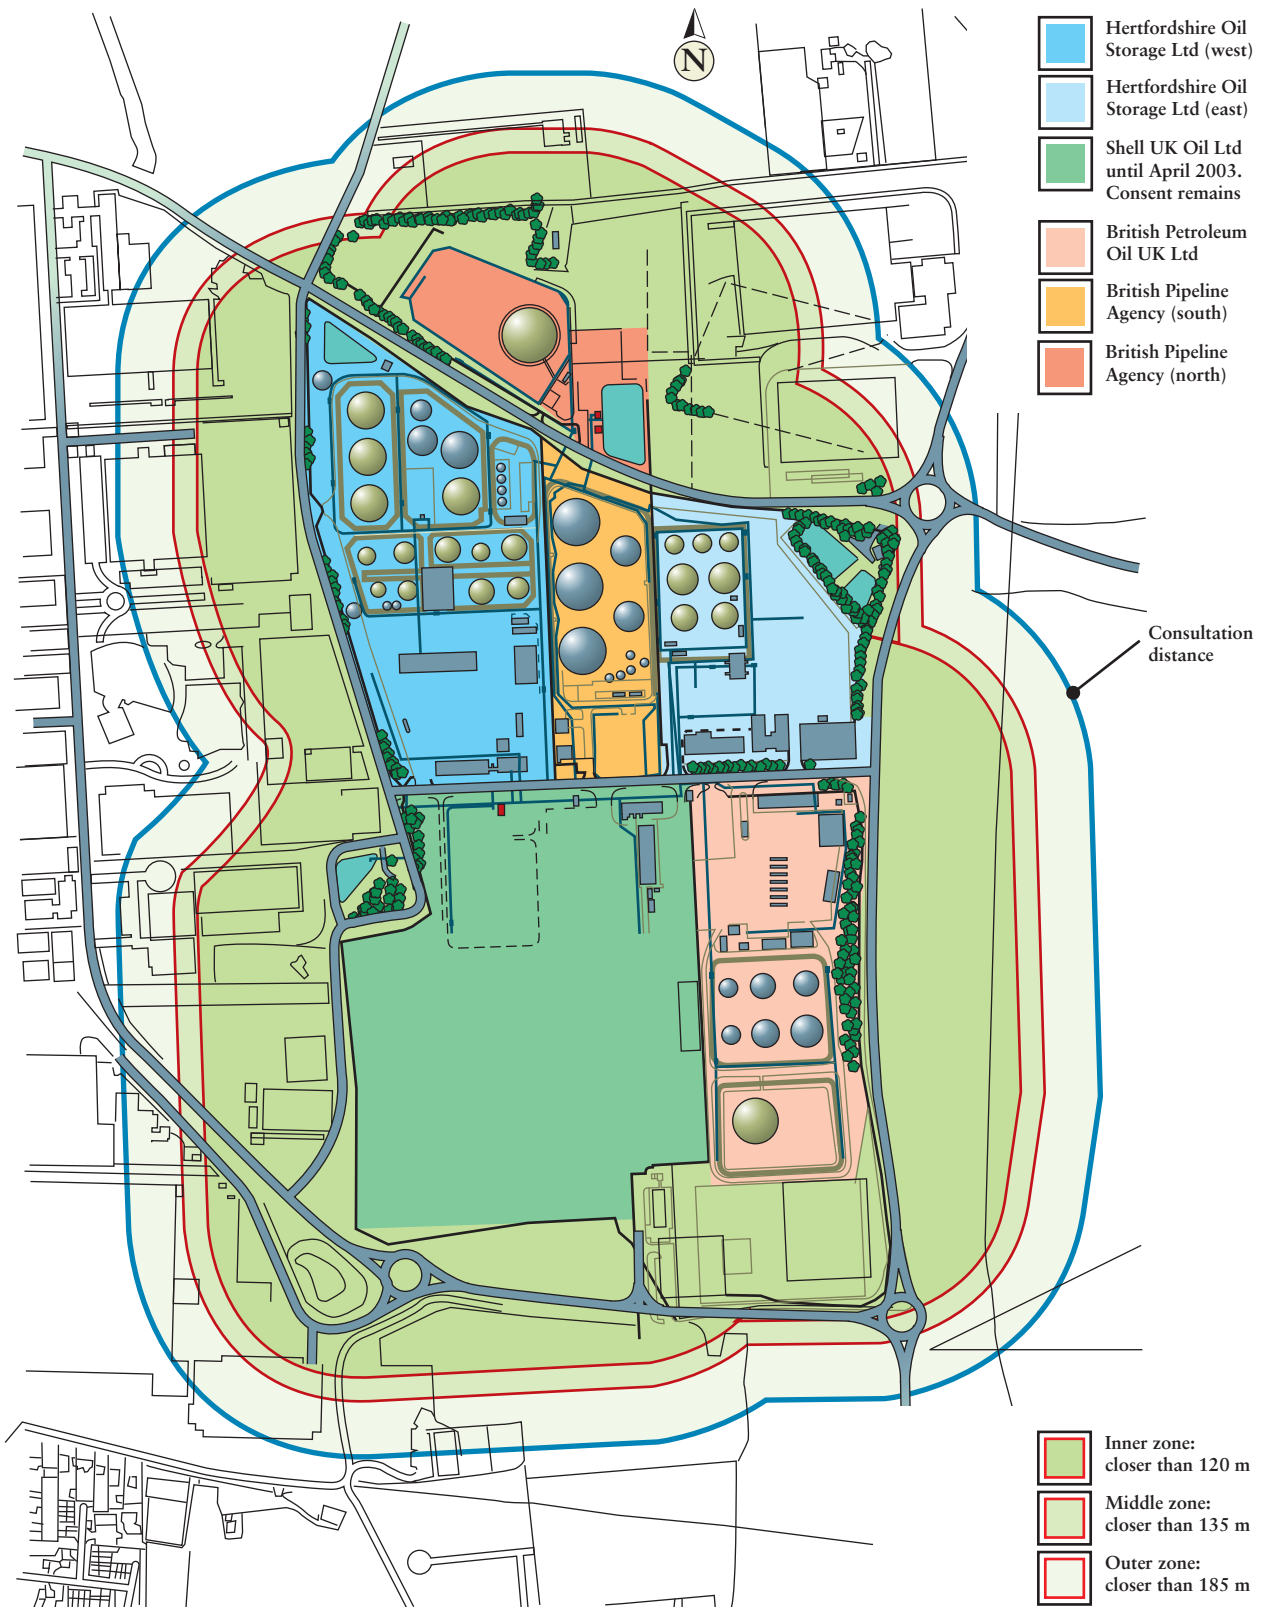 N
Hertfordshire Oil
Storage Ltd (west)
Hertfordshire Oil
Storage Ltd (east)
Shell UK Oil Ltd
until April 2003.
Consent remains
British Petroleum
Oil UK Ltd
British Pipeline
Agency (south)
British Pipeline
Agency (north)
Consultation
distance
Inner zone:
closer than 120 m
Middle zone:
closer than 135 m
Outer zone:
closer than 185 m